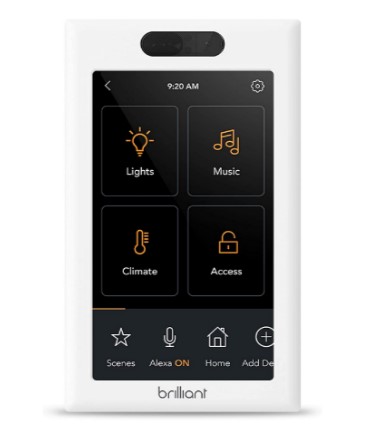 9:20 AM
Lights Music
Climate Access
Scenes Alexa ON Home Add De
brilliant